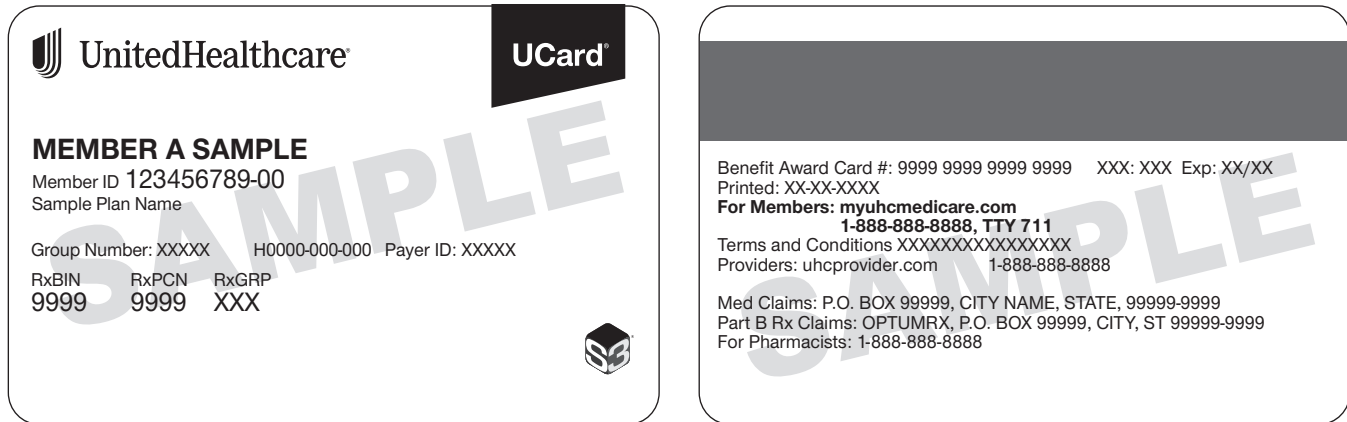 UnitedHealthcare®
UCard®
MEMBER A SAMPLE
Member ID 123456789-00
Sample Plan Name
Group Number: XXXXX H0000-000-000 Payer ID: XXXXX
RxBIN RxPCN RxGRP
9999 9999 XXX
S3
SAMPLE
Benefit Award Card #: 9999 9999 9999 9999 XXX: XXX Exp: XX/XX
Printed: XX-XX-XXXX
For Members: myuhcmedicare.com
1-888-888-8888, TTY 711
Terms and Conditions XXXXXXXXXXXXXXXX
Providers: uhcprovider.com 1-888-888-8888
Med Claims: P.O. BOX 99999, CITY NAME, STATE, 99999-9999
Part B Rx Claims: OPTUMRX, P.O. BOX 99999, CITY, ST 99999-9999
For Pharmacists: 1-888-888-8888
SAMPLE